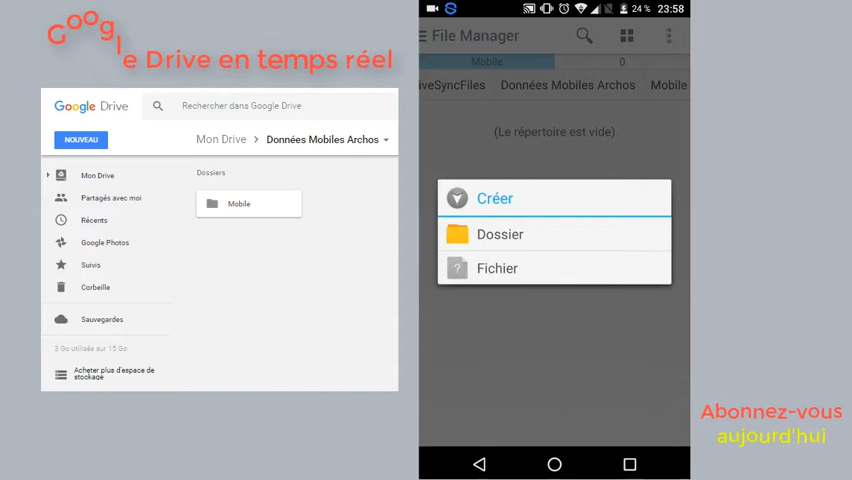 Google Drive en temps réel
Google Drive
Rechercher dans Google Drive
NOUVEAU
Mon Drive > Données Mobiles Archos
Mon Drive
Partagés avec moi
Récents
Google Photos
Suivis
Corbeille
Sauvegardes
3 Go utilisés sur 15 Go
Acheter plus d'espace de
stockage
Dossiers
Mobile
24 % 23:58
File Manager
Mobile 0
iveSyncFiles Données Mobiles Archos Mobile
(Le répertoire est vide)
Créer
Dossier
? Fichier
Abonnez-vous
aujourd'hui